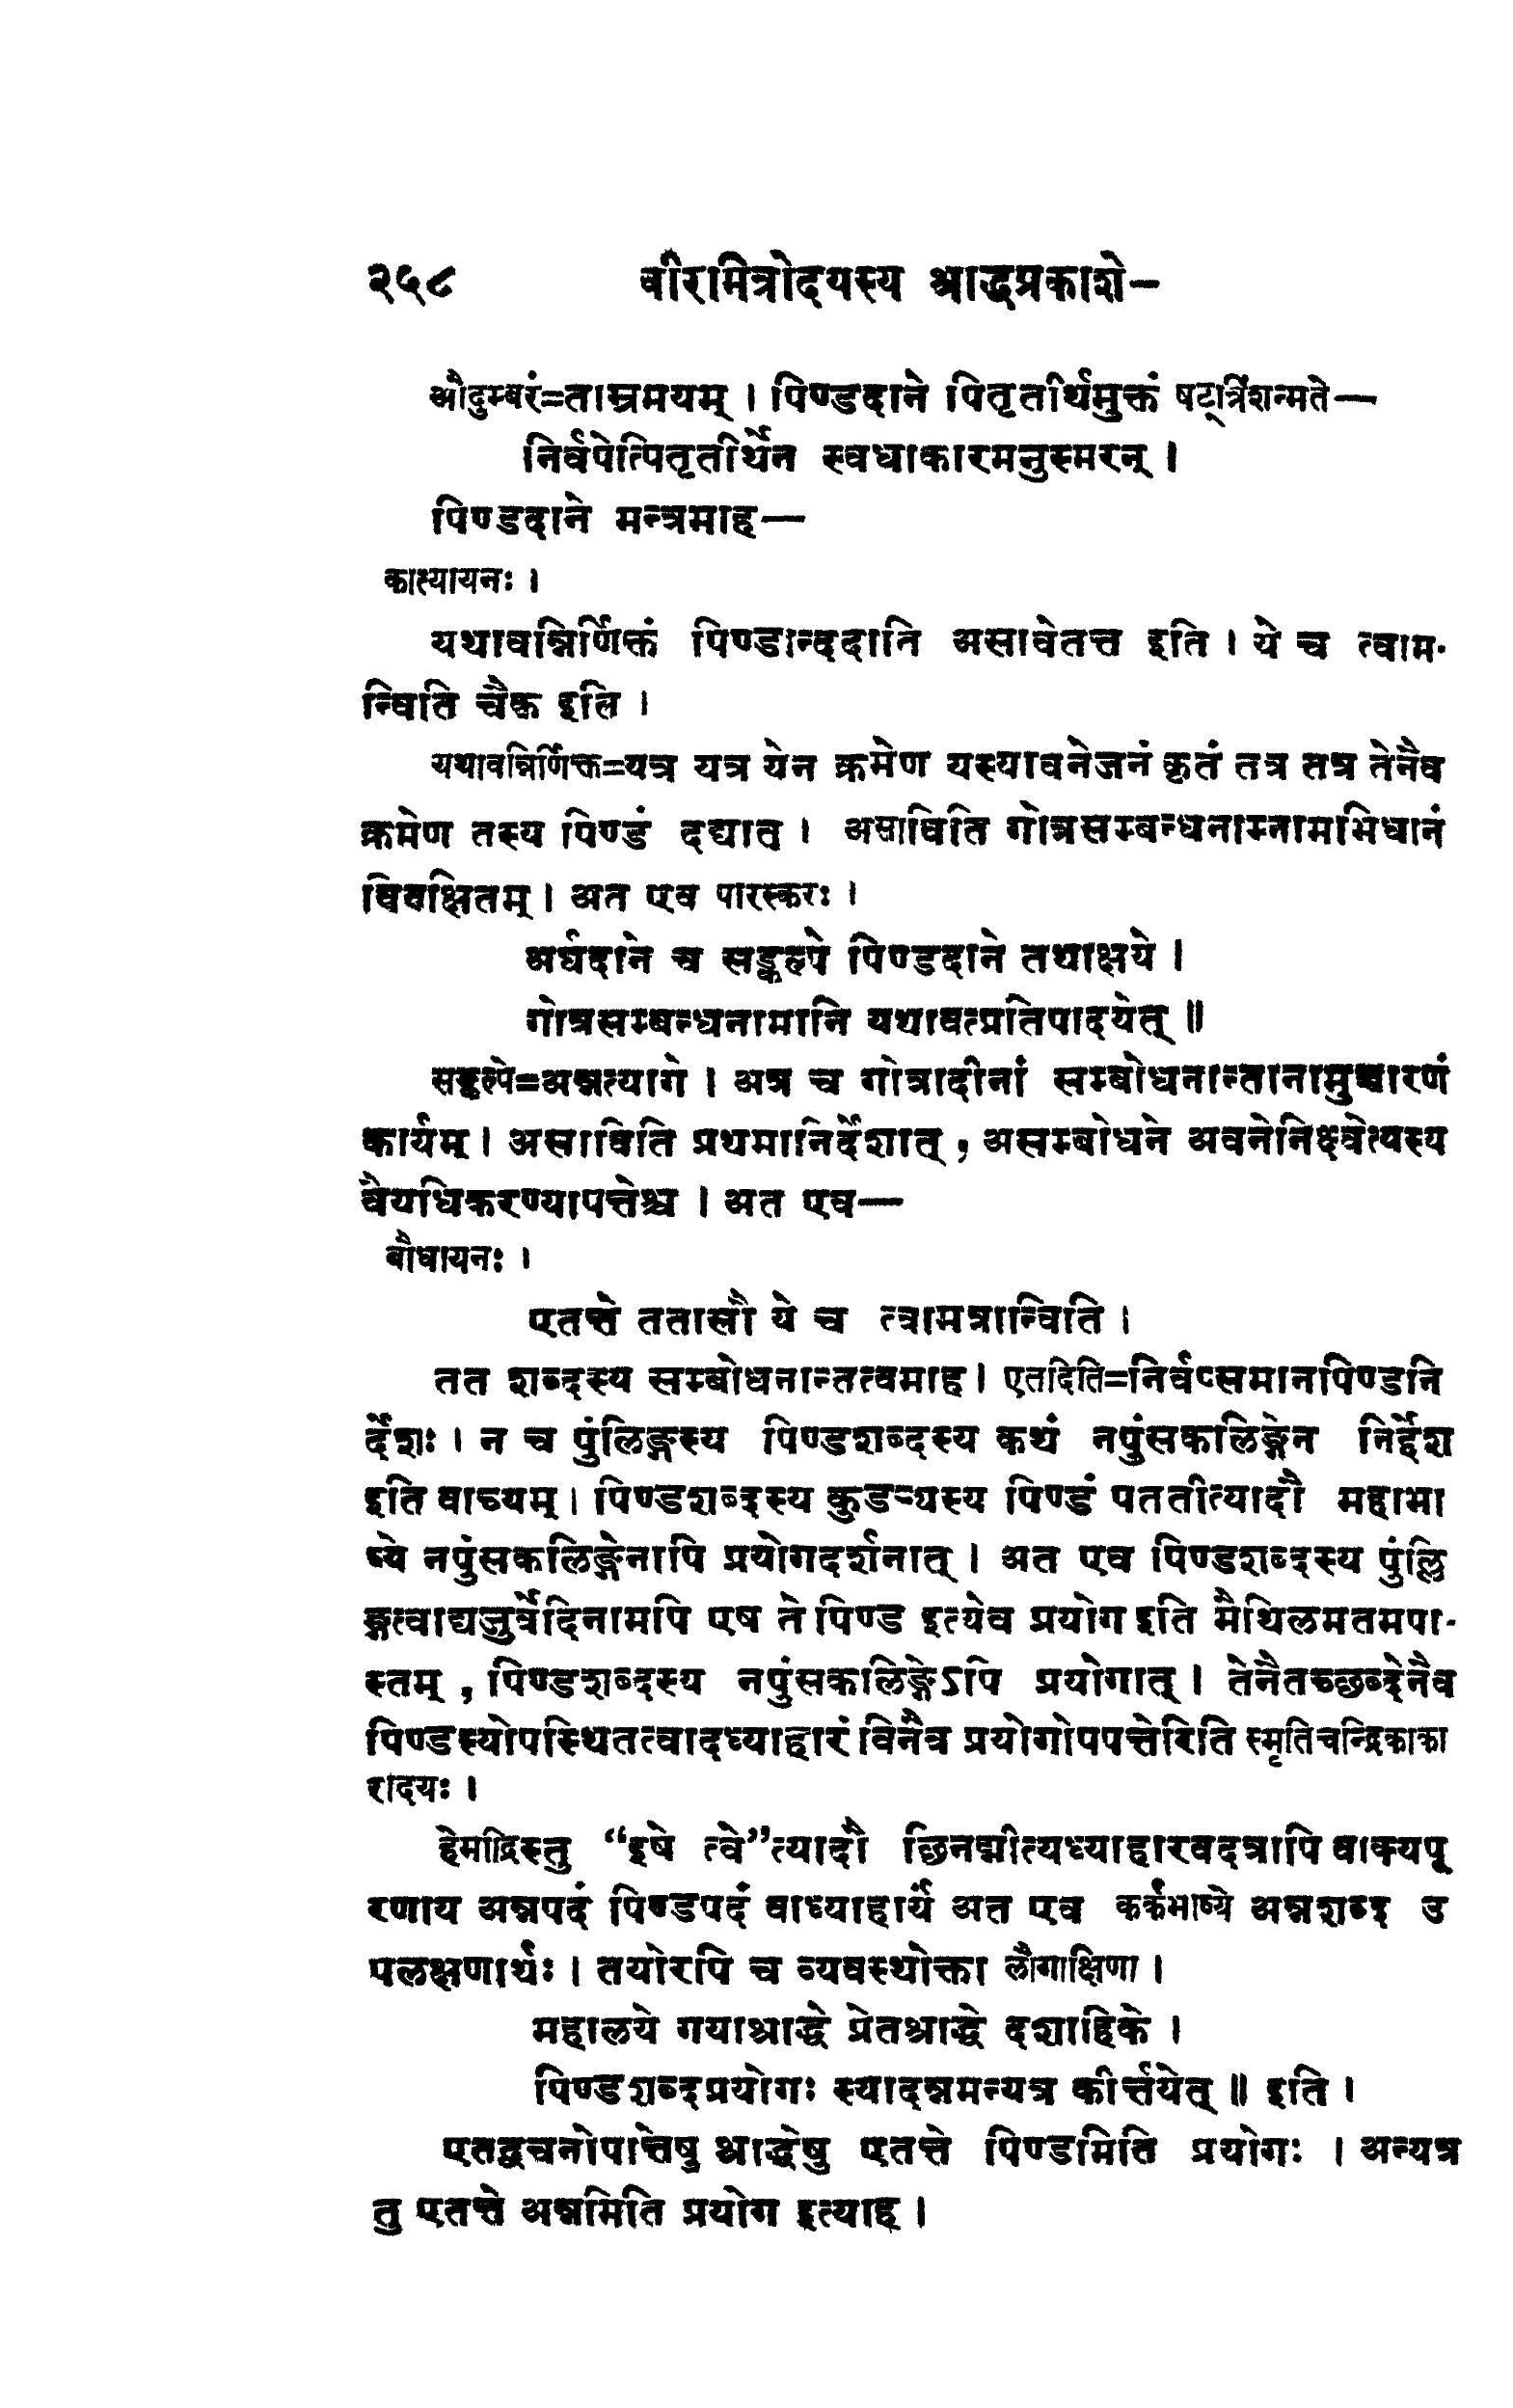 २५८ वीरमित्रोदयस्य श्राद्धप्रकाशे-
औदुम्बरं=ताम्रमयम् । पिण्डदाने पितृतीर्थमुक्तं षट्त्रिंशन्मते—
निर्वपेत्पितृतीर्थेन स्वधाकारमनुस्मरन् ।
पिण्डदाने मन्त्रमाह—
कात्यायनः ।
यथावन्निर्णिक्तं पिण्डान्ददाति असावेतत्त इति । ये च त्वाम-
न्विति चैक इति ।
यथावन्निर्णिक्तं=यत्र यत्र येन क्रमेण यस्यावनेजनं कृतं तत्र तत्र तेनैव
क्रमेण तस्य पिण्डं दद्यात् । असाविति गोत्रसम्बन्धनाम्नामभिधानं
विवक्षितम् । अत एव पारस्करः ।
अर्घदाने च सङ्कल्पे पिण्डदाने तथाक्षये ।
गोत्रसम्बन्धनामानि यथावत्प्रतिपादयेत् ॥
सङ्कल्पे=अन्नत्यागे । अत्र च गोत्रादीनां सम्बोधनान्तानामुच्चारणं
कार्यम् । असाविति प्रथमानिर्देशात् , असम्बोधने अवनेनिक्ष्वेत्यस्य
वैयधिकरण्यापत्तेश्च । अत एव—
बौधायनः ।
एतत्ते ततासौ ये च त्वामत्रान्विति ।
तत शब्दस्य सम्बोधनान्तत्वमाह । एतदिति=निर्वप्समानपिण्डनि
र्देशः । न च पुंलिङ्गस्य पिण्डशब्दस्य कथं नपुंसकलिङ्गेन निर्द्देश
इति वाच्यम् । पिण्डशब्दस्य कुडन्यस्य पिण्डं पततीत्यादौ महाभा
ष्ये नपुंसकलिङ्गेनापि प्रयोगदर्शनात् । अत एव पिण्डशब्दस्य पुंल्लि
ङ्गत्वाद्यजुर्वेदिनामपि एष ते पिण्ड इत्येव प्रयोग इति मैथिलमतमपा-
स्तम् , पिण्डशब्दस्य नपुंसकलिङ्गेऽपि प्रयोगात् । तेनैतच्छब्देनैव
पिण्डस्योपस्थितत्वादध्याहारं विनैव प्रयोगोपपत्तेरिति स्मृतिचन्द्रिकाका
रादयः ।
हेमाद्रिस्तु “इषे त्वे”त्यादौ छिनद्मीत्यध्याहारवदत्रापि वाक्यपू
रणाय अन्नपदं पिण्डपदं वाध्याहार्यं अत एव कर्कभाष्ये अन्नशब्द उ
पलक्षणार्थः । तयोरपि च व्यवस्थोक्ता लौगाक्षिणा ।
महालये गयाश्राद्धे प्रेतश्राद्धे दशाहिके ।
पिण्डशब्दप्रयोगः स्यादन्नमन्यत्र कीर्त्तयेत् ॥ इति ।
एतद्वचनोपात्तेषु श्राद्धेषु एतत्ते पिण्डमिति प्रयोगः । अन्यत्र
तु एतत्ते अन्नमिति प्रयोग इत्याह ।